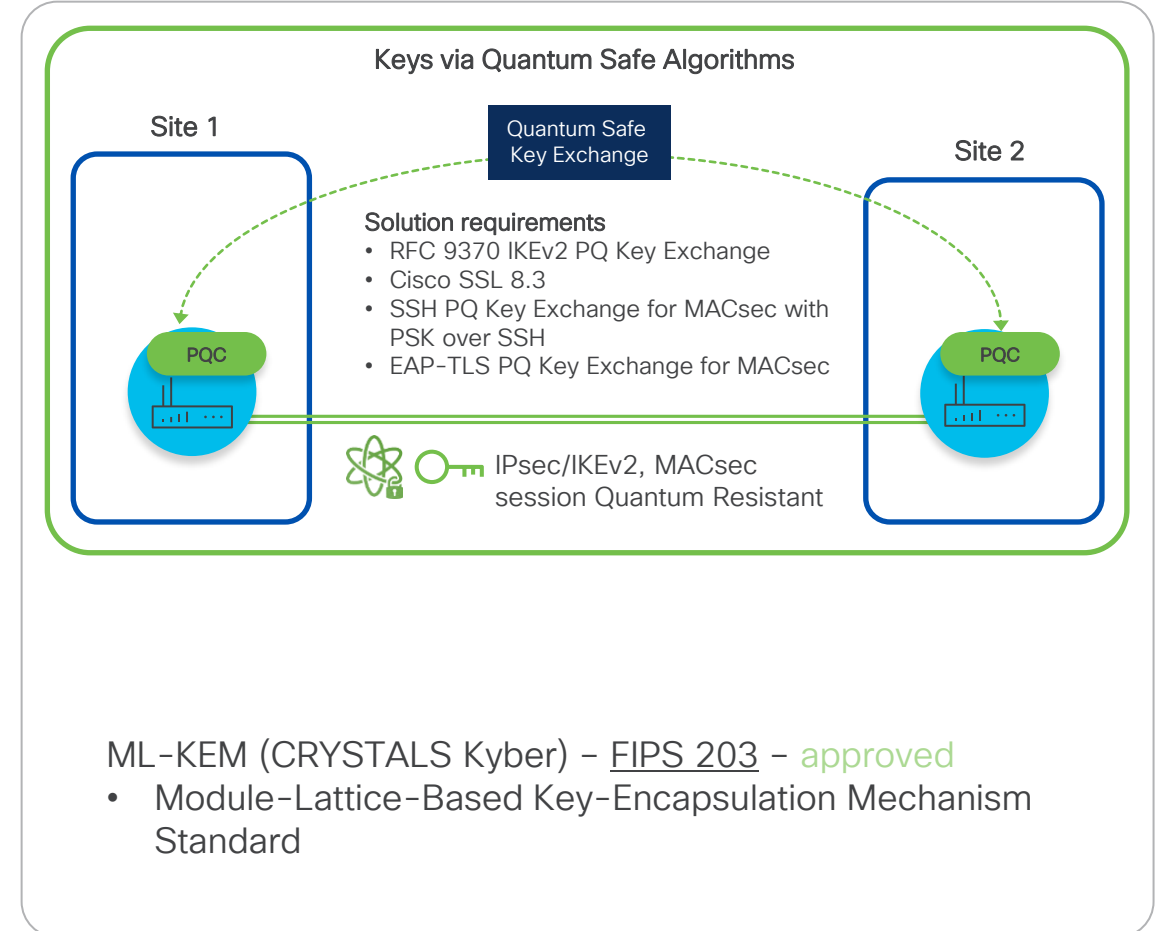 Keys via Quantum Safe Algorithms
Site 1
Quantum Safe
Key Exchange
Site 2
Solution requirements
• RFC 9370 IKEv2 PQ Key Exchange
• Cisco SSL 8.3
• SSH PQ Key Exchange for MACsec with
PSK over SSH
• EAP-TLS PQ Key Exchange for MACsec
PQC
PQC
IPsec/IKEv2, MACsec
session Quantum Resistant
ML-KEM (CRYSTALS Kyber) – FIPS 203 – approved
• Module-Lattice-Based Key-Encapsulation Mechanism
Standard